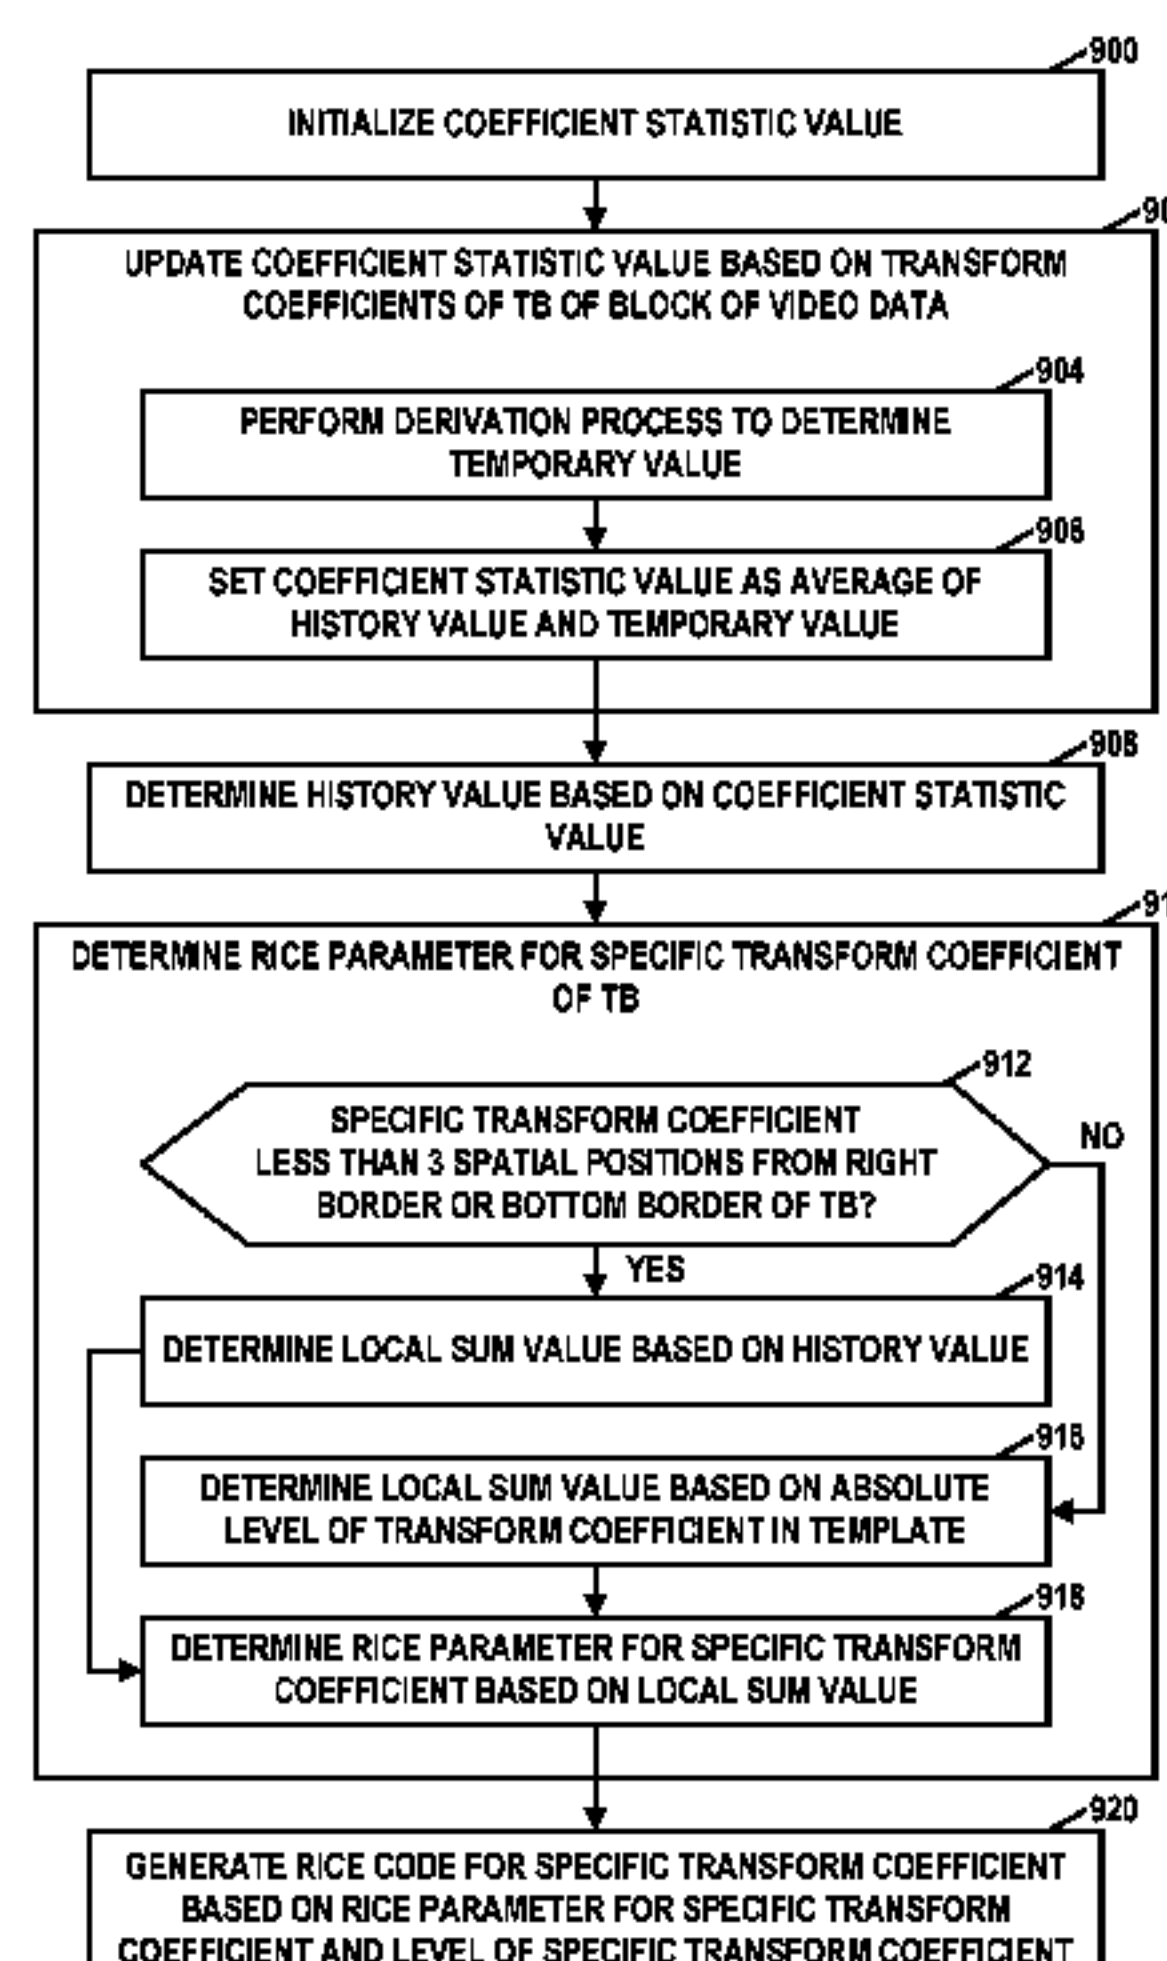 900
INITIALIZE COEFFICIENT STATISTIC VALUE
UPDATE COEFFICIENT STATISTIC VALUE BASED ON TRANSFORM
COEFFICIENTS OF TB OF BLOCK OF VIDEO DATA
904
PERFORM DERIVATION PROCESS TO DETERMINE
TEMPORARY VALUE
906
SET COEFFICIENT STATISTIC VALUE AS AVERAGE OF
HISTORY VALUE AND TEMPORARY VALUE
908
DETERMINE HISTORY VALUE BASED ON COEFFICIENT STATISTIC
VALUE
DETERMINE RICE PARAMETER FOR SPECIFIC TRANSFORM COEFFICIENT
OF TB
912
SPECIFIC TRANSFORM COEFFICIENT
LESS THAN 3 SPATIAL POSITIONS FROM RIGHT
BORDER OR BOTTOM BORDER OF TB?
NO
YES
914
DETERMINE LOCAL SUM VALUE BASED ON HISTORY VALUE
916
DETERMINE LOCAL SUM VALUE BASED ON ABSOLUTE
LEVEL OF TRANSFORM COEFFICIENT IN TEMPLATE
918
DETERMINE RICE PARAMETER FOR SPECIFIC TRANSFORM
COEFFICIENT BASED ON LOCAL SUM VALUE
920
GENERATE RICE CODE FOR SPECIFIC TRANSFORM COEFFICIENT
BASED ON RICE PARAMETER FOR SPECIFIC TRANSFORM
COEFFICIENT AND LEVEL OF SPECIFIC TRANSFORM COEFFICIENT